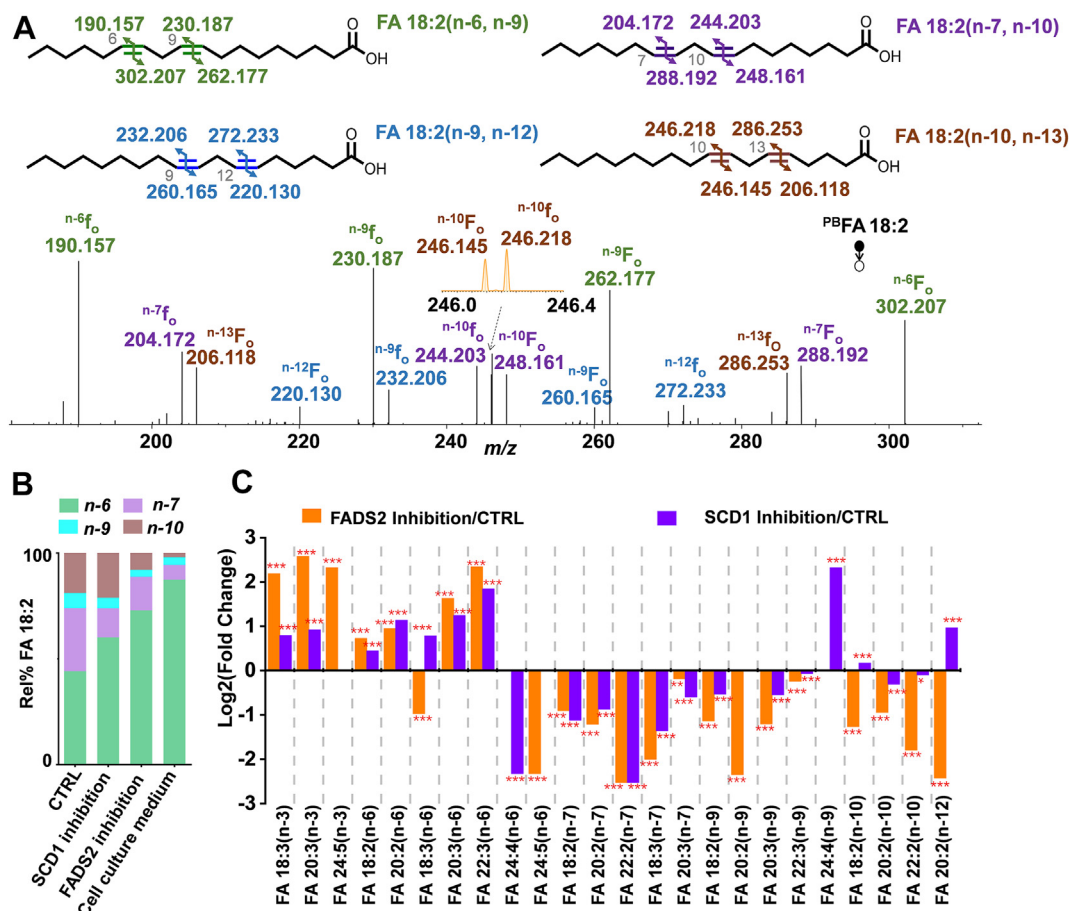 A
190.157 230.187 FA 18:2(n-6, n-9)
6 9
O
OH
302.207 262.177
204.172 244.203 FA 18:2(n-7, n-10)
O
OH
7 10
288.192 248.161
232.206 272.233 FA 18:2(n-9, n-12)
O
OH
9 12
260.165 220.130
246.218 286.253 FA 18:2(n-10, n-13)
10 13
O
OH
246.145 206.118
n-6fo
190.157
n-7fo
204.172
n-13Fo
206.118
n-12Fo
220.130
n-9fo
230.187
n-9fo
232.206
n-10Fo
246.145
n-10fo
246.218
246.0 246.4
n-10fo
244.203
n-10Fo
248.161
n-9Fo
260.165
n-9Fo
262.177
n-12fo
272.233
n-13fo
286.253
n-7Fo
288.192
PBFA 18:2
n-6Fo
302.207
200 220 240 260 280 300
m/z
B
n-6 n-7
n-9 n-10
100
0
Rel% FA 18:2
CTRL
SCD1 inhibition
FADS2 inhibition
Cell culture medium
C
FADS2 Inhibition/CTRL SCD1 Inhibition/CTRL
Log2(Fold Change)
3
2
1
0
-1
-2
-3
FA 18:3(n-3)
FA 20:3(n-3)
FA 24:5(n-3)
FA 18:2(n-6)
FA 20:2(n-6)
FA 18:3(n-6)
FA 20:3(n-6)
FA 22:3(n-6)
FA 24:4(n-6)
FA 24:5(n-6)
FA 18:2(n-7)
FA 20:2(n-7)
FA 22:2(n-7)
FA 18:3(n-7)
FA 20:3(n-7)
FA 18:2(n-9)
FA 20:2(n-9)
FA 20:3(n-9)
FA 22:3(n-9)
FA 24:4(n-9)
FA 18:2(n-10)
FA 20:2(n-10)
FA 22:2(n-10)
FA 20:2(n-12)